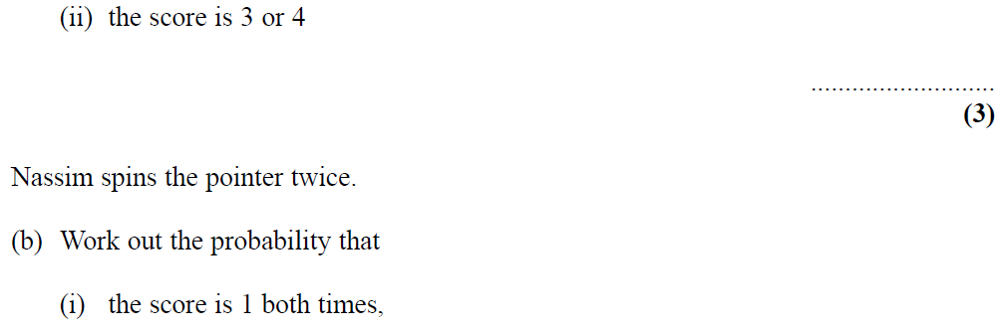 (ii) the score is 3 or 4
...........................
(3)
Nassim spins the pointer twice.
(b) Work out the probability that
(i) the score is 1 both times,